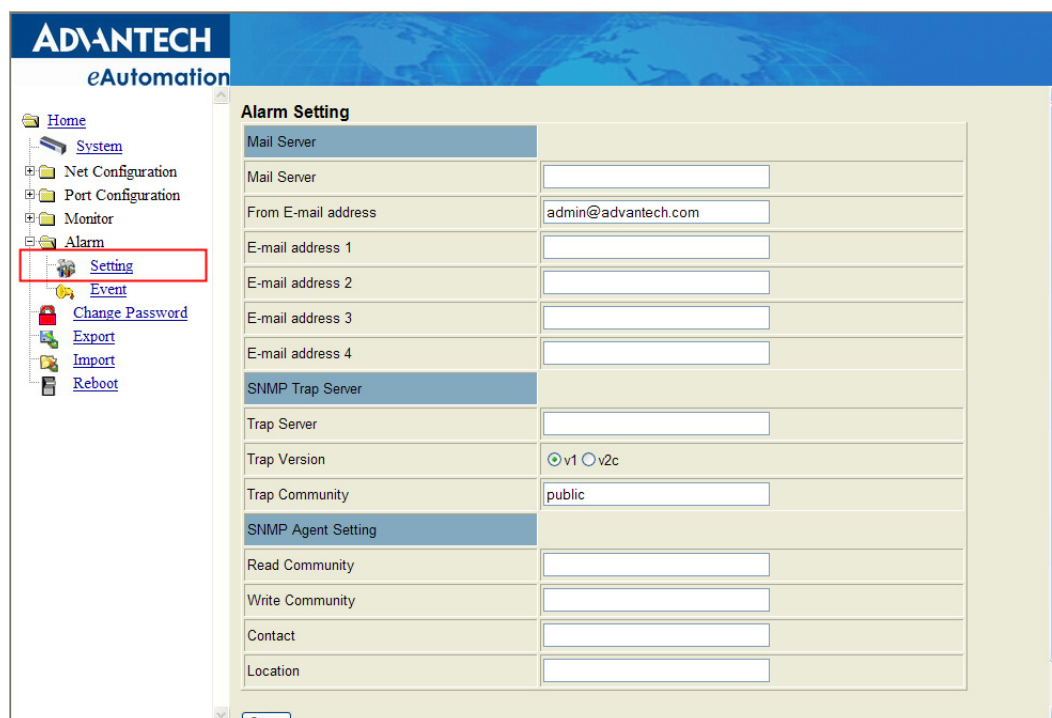 ADVANTECH
eAutomation
Home
System
Net Configuration
Port Configuration
Monitor
Alarm
Setting
Event
Change Password
Export
Import
Reboot
Alarm Setting
Mail Server
Mail Server
From E-mail address admin@advantech.com
E-mail address 1
E-mail address 2
E-mail address 3
E-mail address 4
SNMP Trap Server
Trap Server
Trap Version v1 v2c
Trap Community public
SNMP Agent Setting
Read Community
Write Community
Contact
Location